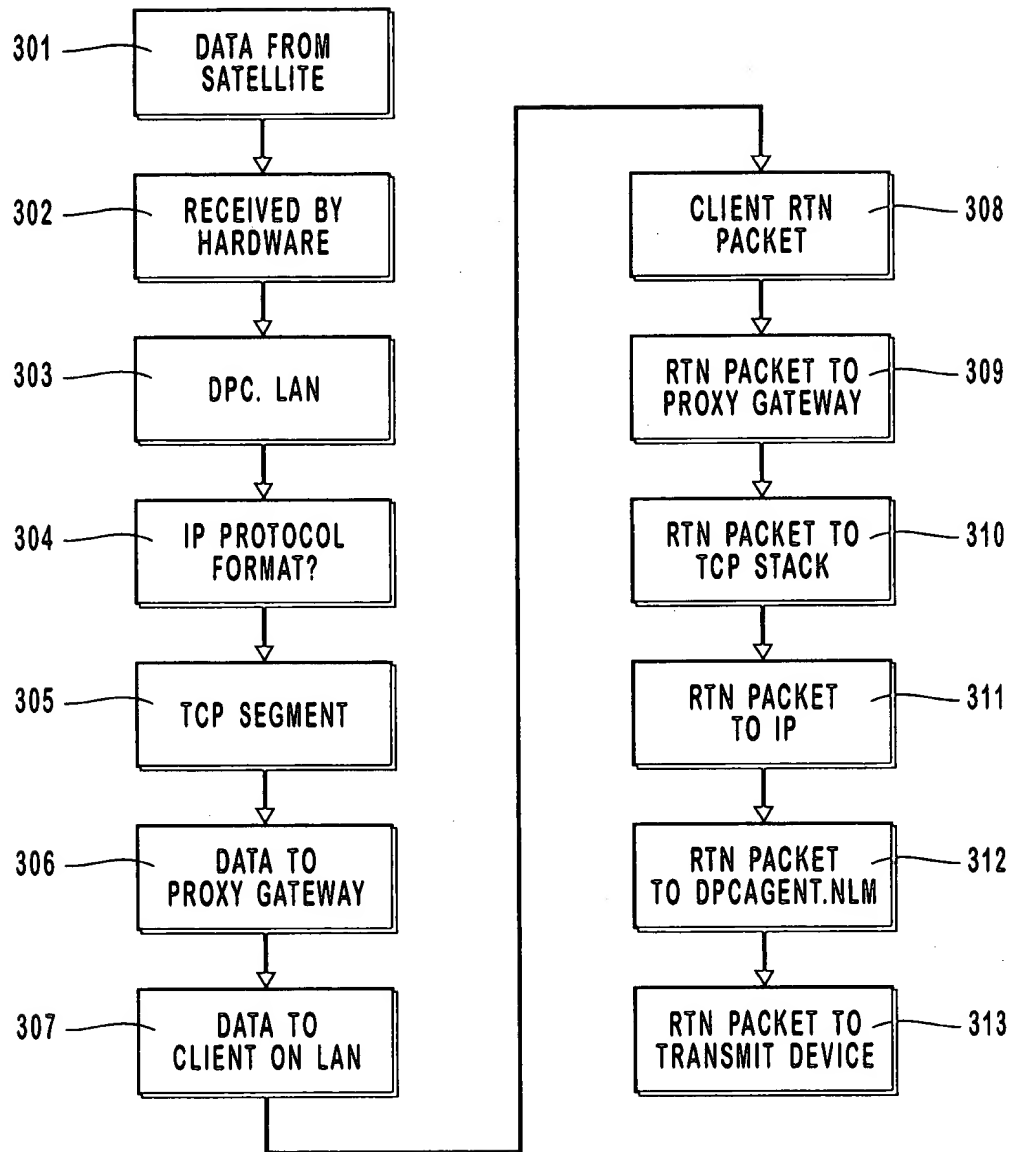 301
DATA FROM
SATELLITE
302
RECEIVED BY
HARDWARE
303
DPC. LAN
304
IP PROTOCOL
FORMAT?
305
TCP SEGMENT
306
DATA TO
PROXY GATEWAY
307
DATA TO
CLIENT ON LAN
CLIENT RTN
PACKET
308
RTN PACKET TO
PROXY GATEWAY
309
RTN PACKET TO
TCP STACK
310
RTN PACKET
TO IP
311
RTN PACKET
TO DPCAGENT.NLM
312
RTN PACKET TO
TRANSMIT DEVICE
313